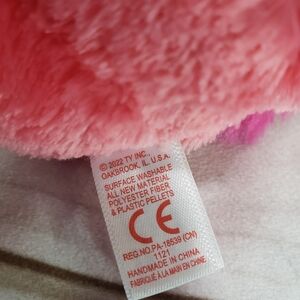 © 2022 TY INC
OAKBROOK, IL. U.S.A.
SURFACE WASHABLE
ALL NEW MATERIAL
POLYESTER FIBER
& PLASTIC PELLETS
CE
REG.NO.PA-18539 (CN)
1121
HANDMADE IN CHINA
FABRIQUÉ À LA MAIN EN CHINE